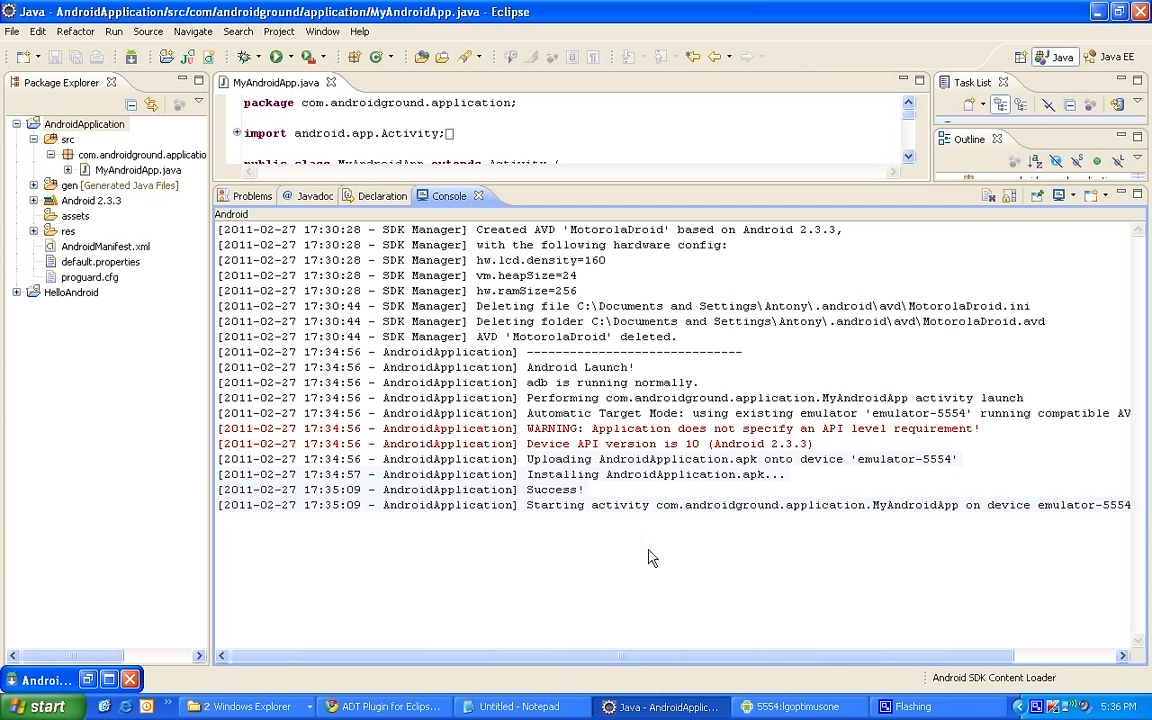 Java - AndroidApplication/src/com/androidground/application/MyAndroidApp.java - Eclipse
File Edit Refactor Run Source Navigate Search Project Window Help
Java Java EE
Package Explorer
MyAndroidApp.java
Task List
package com.androidground.application;
AndroidApplication
import android.app.Activity;
src
Outline
com.androidground.applicatio
public class MyAndroidApp extends Activity {
MyAndroidApp.java
gen [Generated Java Files]
Android 2.3.3
assets
res
AndroidManifest.xml
default.properties
proguard.cfg
HelloAndroid
Problems Javadoc Declaration Console
Android
[2011-02-27 17:30:28 - SDK Manager] Created AVD 'MotorolaDroid' based on Android 2.3.3,
[2011-02-27 17:30:28 - SDK Manager] with the following hardware config:
[2011-02-27 17:30:28 - SDK Manager] hw.lcd.density=160
[2011-02-27 17:30:28 - SDK Manager] vm.heapSize=24
[2011-02-27 17:30:28 - SDK Manager] hw.ramSize=256
[2011-02-27 17:30:44 - SDK Manager] Deleting file C:\Documents and Settings\Antony\.android\avd\MotorolaDroid.ini
[2011-02-27 17:30:44 - SDK Manager] Deleting folder C:\Documents and Settings\Antony\.android\avd\MotorolaDroid.avd
[2011-02-27 17:30:44 - SDK Manager] AVD 'MotorolaDroid' deleted.
[2011-02-27 17:34:56 - AndroidApplication] ------------------------------
[2011-02-27 17:34:56 - AndroidApplication] Android Launch!
[2011-02-27 17:34:56 - AndroidApplication] adb is running normally.
[2011-02-27 17:34:56 - AndroidApplication] Performing com.androidground.application.MyAndroidApp activity launch
[2011-02-27 17:34:56 - AndroidApplication] Automatic Target Mode: using existing emulator 'emulator-5554' running compatible AV
[2011-02-27 17:34:56 - AndroidApplication] WARNING: Application does not specify an API level requirement!
[2011-02-27 17:34:56 - AndroidApplication] Device API version is 10 (Android 2.3.3)
[2011-02-27 17:34:56 - AndroidApplication] Uploading AndroidApplication.apk onto device 'emulator-5554'
[2011-02-27 17:34:57 - AndroidApplication] Installing AndroidApplication.apk...
[2011-02-27 17:35:09 - AndroidApplication] Success!
[2011-02-27 17:35:09 - AndroidApplication] Starting activity com.androidground.application.MyAndroidApp on device emulator-5554
Androi...
Android SDK Content Loader
start
2 Windows Explorer
ADT Plugin for Eclips...
Untitled - Notepad
Java - AndroidApplic...
5554:lgoptimusone
Flashing
5:36 PM